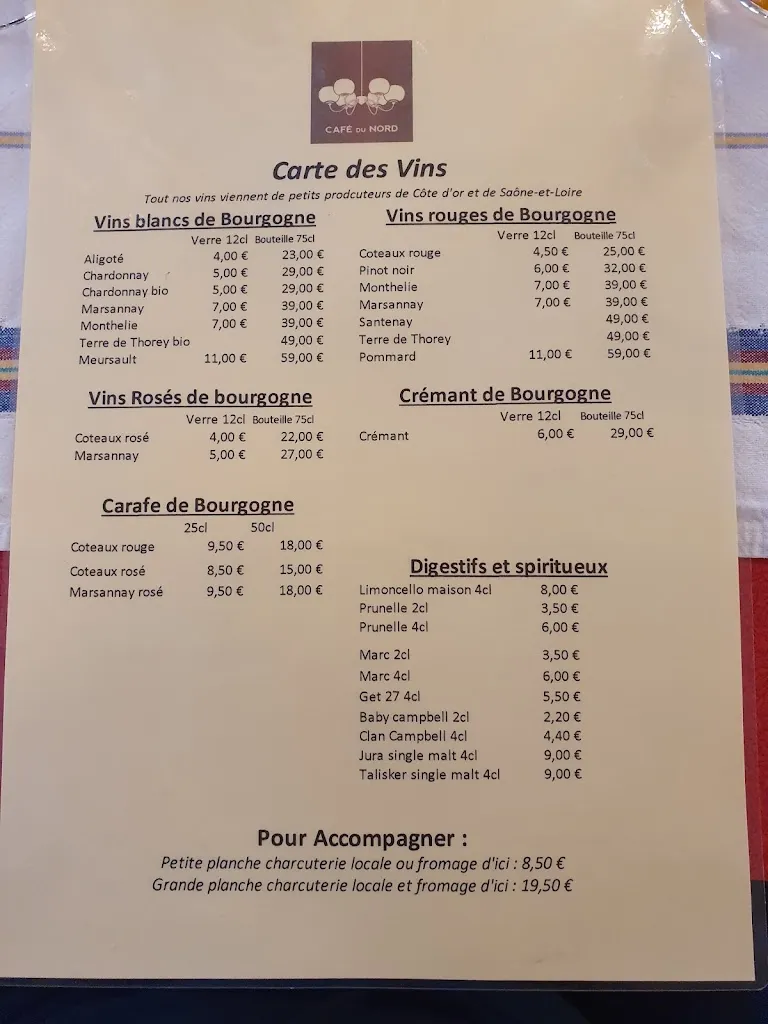 CAFÉ DU NORD
Carte des Vins
Tout nos vins viennent de petits prodcuteurs de Côte d'or et de Saône-et-Loire
Vins blancs de Bourgogne
Verre 12cl Bouteille 75cl
Aligoté 4,00 € 23,00 €
Chardonnay 5,00 € 29,00 €
Chardonnay bio 5,00 € 29,00 €
Marsannay 7,00 € 39,00 €
Monthelie 7,00 € 39,00 €
Terre de Thorey bio 49,00 €
Meursault 11,00 € 59,00 €
Vins rouges de Bourgogne
Verre 12cl Bouteille 75cl
Coteaux rouge 4,50 € 25,00 €
Pinot noir 6,00 € 32,00 €
Monthelie 7,00 € 39,00 €
Marsannay 7,00 € 39,00 €
Santenay 49,00 €
Terre de Thorey 49,00 €
Pommard 11,00 € 59,00 €
Vins Rosés de bourgogne
Verre 12cl Bouteille 75cl
Coteaux rosé 4,00 € 22,00 €
Marsannay 5,00 € 27,00 €
Crémant de Bourgogne
Verre 12cl Bouteille 75cl
Crémant 6,00 € 29,00 €
Carafe de Bourgogne
25cl 50cl
Coteaux rouge 9,50 € 18,00 €
Coteaux rosé 8,50 € 15,00 €
Marsannay rosé 9,50 € 18,00 €
Digestifs et spiritueux
Limoncello maison 4cl 8,00 €
Prunelle 2cl 3,50 €
Prunelle 4cl 6,00 €
Marc 2cl 3,50 €
Marc 4cl 6,00 €
Get 27 4cl 5,50 €
Baby campbell 2cl 2,20 €
Clan Campbell 4cl 4,40 €
Jura single malt 4cl 9,00 €
Talisker single malt 4cl 9,00 €
Pour Accompagner :
Petite planche charcuterie locale ou fromage d'ici : 8,50 €
Grande planche charcuterie locale et fromage d'ici : 19,50 €